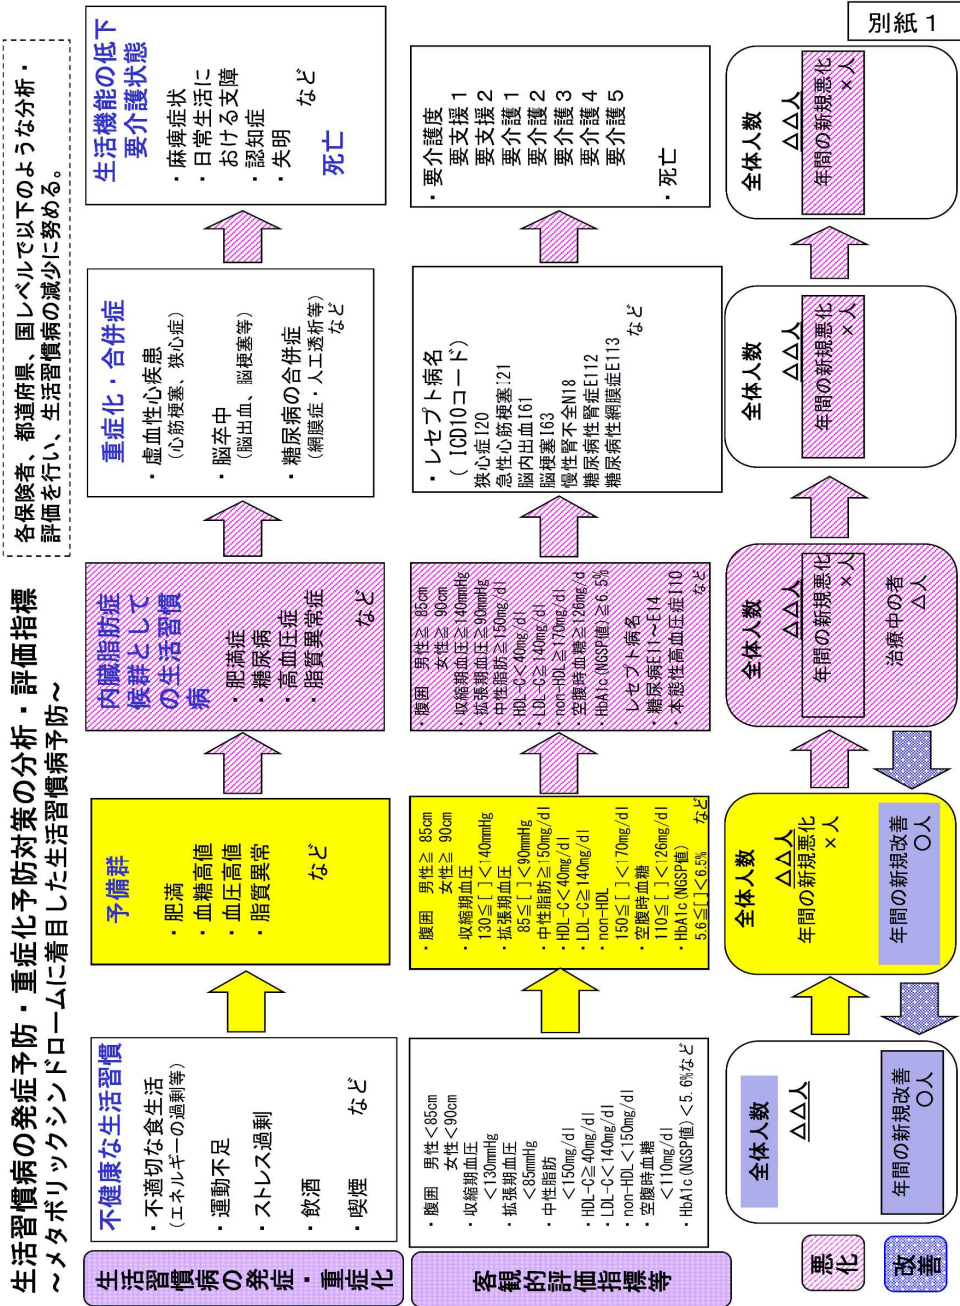 別紙１
生活習慣病の発症予防・重症化予防対策の分析・評価指標
～メタボリックシンドロームに着目した生活習慣病予防～
各保険者、都道府県、国レベルで以下のような分析・
評価を行い、生活習慣病の減少に努める。
生活習慣病の発症・重症化
不健康な生活習慣
・不適切な食生活
（エネルギーの過剰等）
・運動不足
・ストレス過剰
・飲酒
・喫煙　など
予備群
・肥満
・血糖高値
・血圧高値
・脂質異常
など
内臓脂肪症
候群として
の生活習慣
病
・肥満症
・糖尿病
・高血圧症
・脂質異常症
など
重症化・合併症
・虚血性心疾患
（心筋梗塞、狭心症）
・脳卒中
（脳出血、脳梗塞等）
・糖尿病の合併症
（網膜症・人工透析等）
など
生活機能の低下
要介護状態
・麻痺症状
・日常生活に
おける支障
・認知症
・失明
など
死亡
客観的評価指標等
・腹囲　男性＜85cm
女性＜90cm
・収縮期血圧
＜130mmHg
・拡張期血圧
＜85mmHg
・中性脂肪
＜150mg/dl
・HDL-C≧40mg/dl
・LDL-C＜140mg/dl
・non-HDL＜150mg/dl
・空腹時血糖
＜110mg/dl
・HbA1c(NGSP値)＜5.6%など
・腹囲　男性≧85cm
女性≧90cm
・収縮期血圧
130≦[ ]＜140mmHg
・拡張期血圧
85≦[ ]＜90mmHg
・中性脂肪≧150mg/dl
・HDL-C＜40mg/dl
・LDL-C≧140mg/dl
・non-HDL
150≦[ ]＜170mg/dl
・空腹時血糖
110≦[ ]＜126mg/dl
・HbA1c(NGSP値)
5.6≦[ ]＜6.5%　など
・腹囲　男性≧85cm
女性≧90cm
・収縮期血圧≧140mmHg
・拡張期血圧≧90mmHg
・中性脂肪≧150mg/dl
・HDL-C＜40mg/dl
・LDL-C≧140mg/dl
・non-HDL≧170mg/dl
・空腹時血糖≧126mg/d
・HbA1c(NGSP値)≧6.5%
レセプト病名
・糖尿病E11～E14
・本態性高血圧症I10
など
・レセプト病名
（ICD10コード）
狭心症I20
急性心筋梗塞I21
脳内出血I61
脳梗塞I63
慢性腎不全N18
糖尿病性腎症E112
糖尿病性網膜症E113
など
・要介護度
要支援１
要支援２
要介護１
要介護２
要介護３
要介護４
要介護５
・死亡
悪化
改善
全体人数
△△人
年間の新規改善
〇人
全体人数
△△人
年間の新規悪化
×人
年間の新規改善
〇人
全体人数
△△人
年間の新規悪化
×人
治療中の者
△人
全体人数
△△人
年間の新規悪化
×人
全体人数
△△人
年間の新規悪化
×人